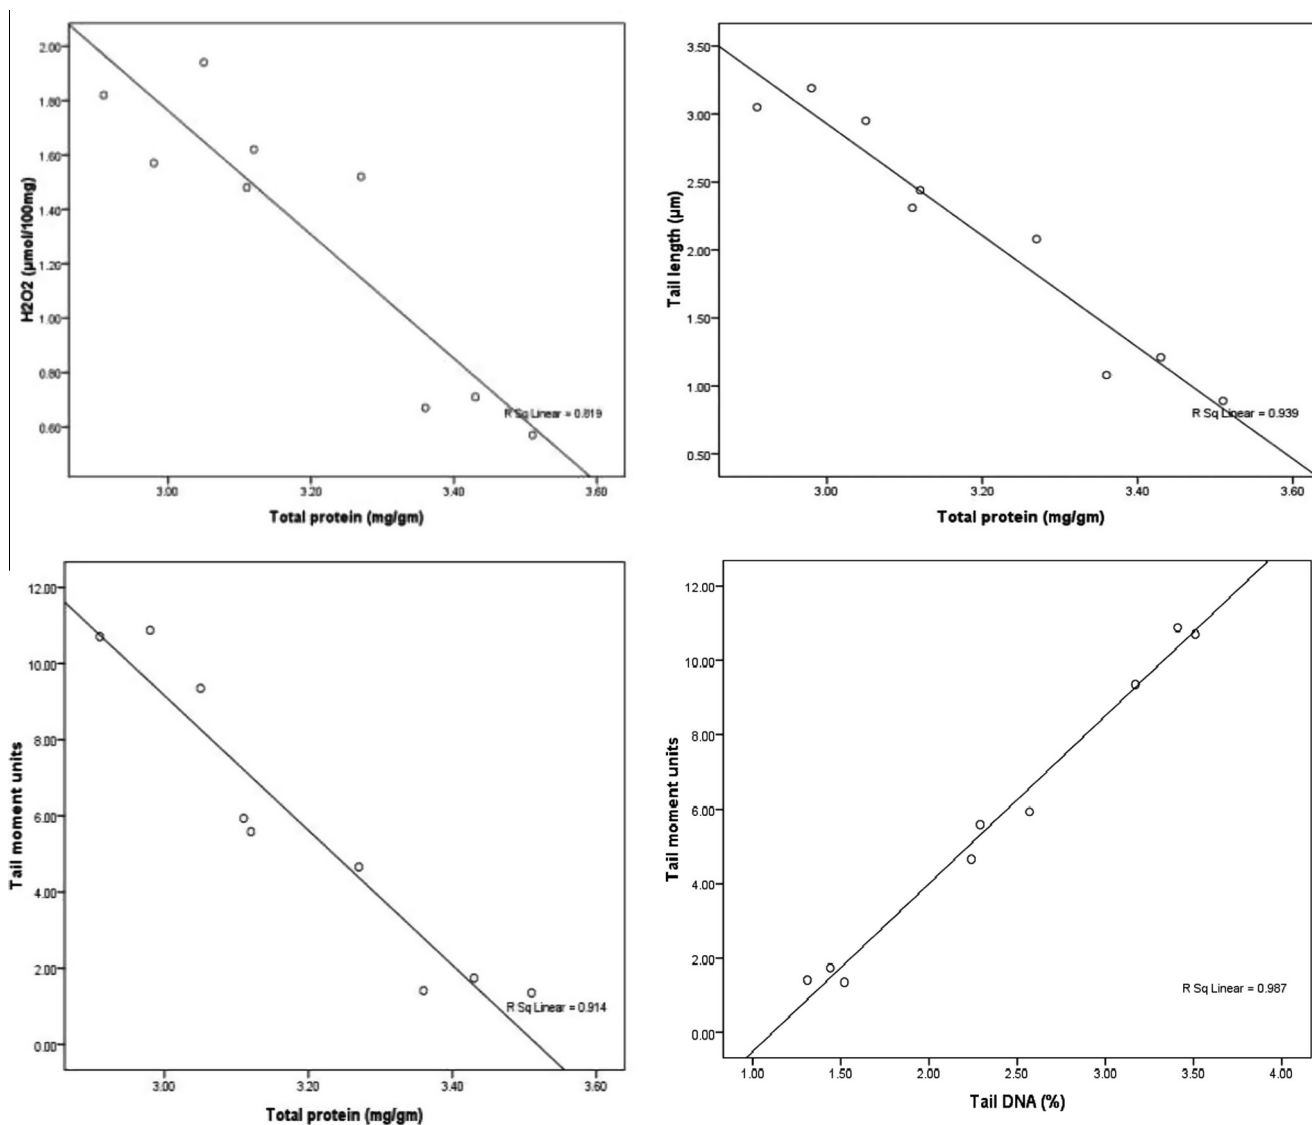 2.00
1.80
1.60
1.40
1.20
1.00
0.80
0.60
H2O2 (µmol/100mg)
R Sq Linear = 0.819
3.00 3.20 3.40 3.60
Total protein (mg/gm)
3.50
3.00
2.50
2.00
1.50
1.00
0.50
Tail length (µm)
R Sq Linear = 0.939
3.00 3.20 3.40 3.60
Total protein (mg/gm)
12.00
10.00
8.00
6.00
4.00
2.00
0.00
Tail moment units
R Sq Linear = 0.914
3.00 3.20 3.40 3.60
Total protein (mg/gm)
12.00
10.00
8.00
6.00
4.00
2.00
0.00
Tail moment units
R Sq Linear = 0.987
1.00 1.50 2.00 2.50 3.00 3.50 4.00
Tail DNA (%)